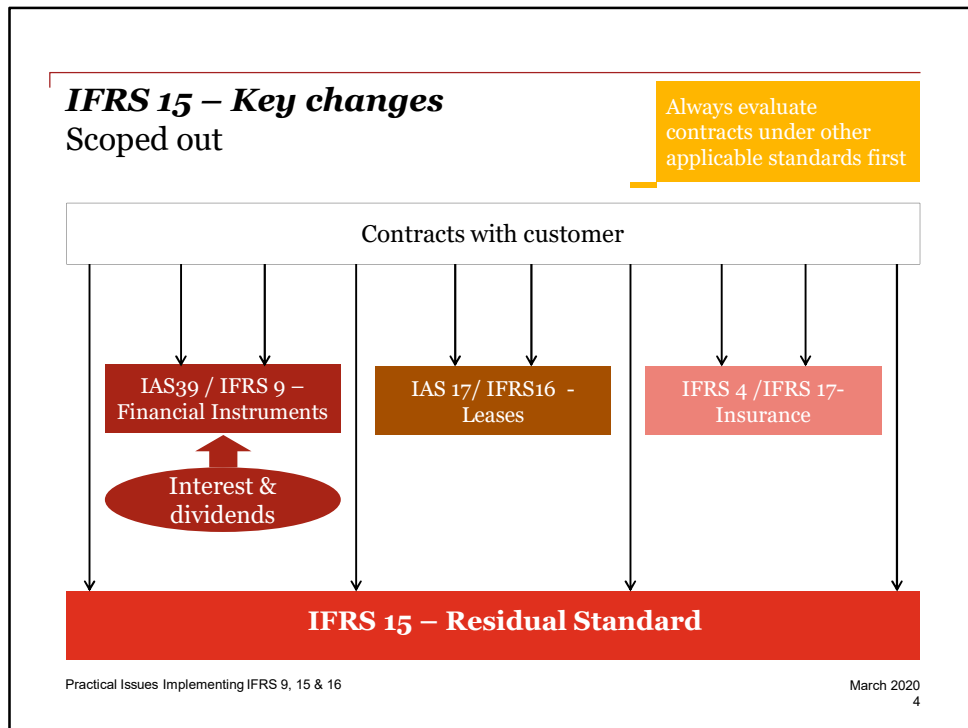 IFRS 15 – Key changes
Scoped out
Always evaluate
contracts under other
applicable standards first
Contracts with customer
IAS39 / IFRS 9 –
Financial Instruments
IAS 17/ IFRS16 -
Leases
IFRS 4 /IFRS 17-
Insurance
Interest &
dividends
IFRS 15 – Residual Standard
Practical Issues Implementing IFRS 9, 15 & 16
March 2020
4